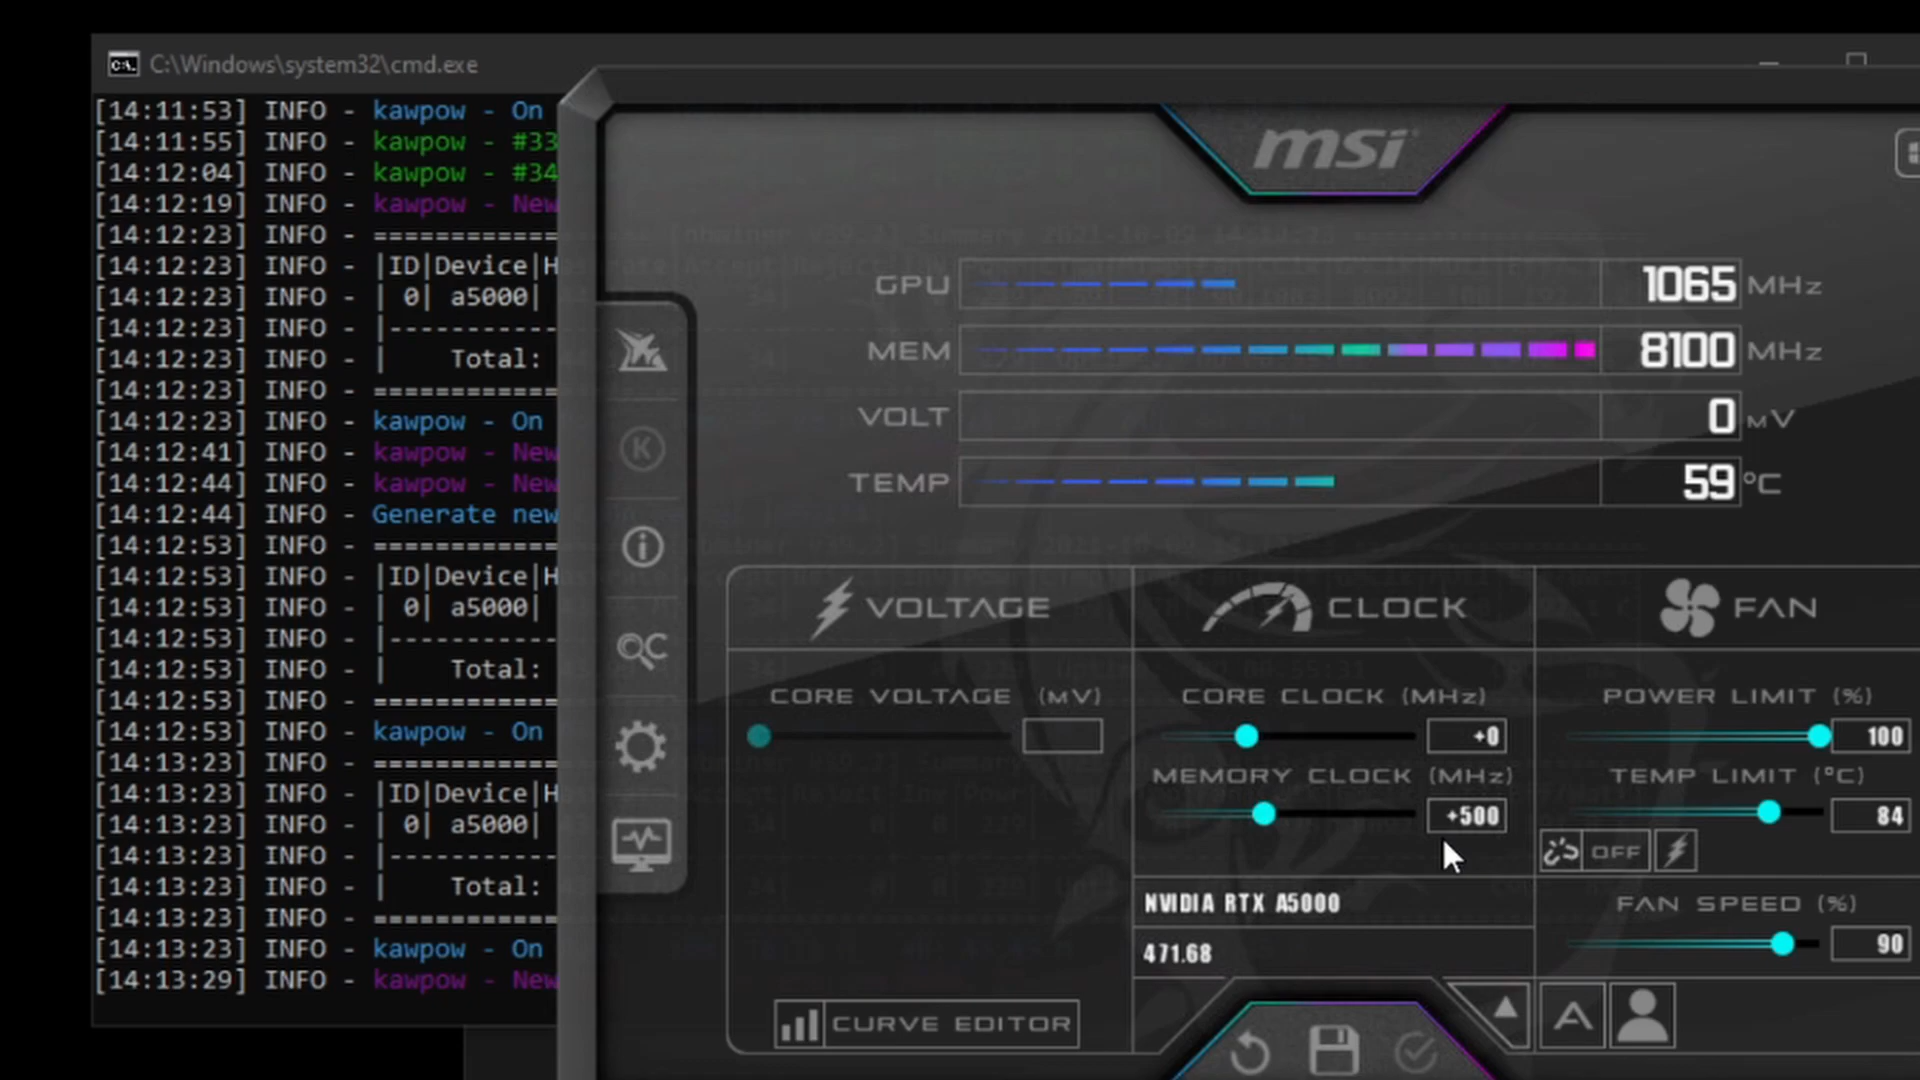 C:\Windows\system32\cmd.exe
[14:11:53] INFO - kawpow - On
[14:11:55] INFO - kawpow - #33
[14:12:04] INFO - kawpow - #34
[14:12:19] INFO - kawpow - New
[14:12:23] INFO - ============
[14:12:23] INFO - |ID|Device|H
[14:12:23] INFO - | 0| a5000|
[14:12:23] INFO - |-----------
[14:12:23] INFO - | Total:
[14:12:23] INFO - ============
[14:12:23] INFO - kawpow - On
[14:12:41] INFO - kawpow - New
[14:12:44] INFO - kawpow - New
[14:12:44] INFO - Generate new
[14:12:53] INFO - ============
[14:12:53] INFO - |ID|Device|H
[14:12:53] INFO - | 0| a5000|
[14:12:53] INFO - |-----------
[14:12:53] INFO - | Total:
[14:12:53] INFO - ============
[14:12:53] INFO - kawpow - On
[14:13:23] INFO - ============
[14:13:23] INFO - |ID|Device|H
[14:13:23] INFO - | 0| a5000|
[14:13:23] INFO - |-----------
[14:13:23] INFO - | Total:
[14:13:23] INFO - ============
[14:13:23] INFO - kawpow - On
[14:13:29] INFO - kawpow - New
msi
GPU 1065 MHz
MEM 8100 MHz
VOLT 0 mV
TEMP 59 °C
VOLTAGE
CORE VOLTAGE (mV)
CURVE EDITOR
CLOCK
CORE CLOCK (MHz)
+0
MEMORY CLOCK (MHz)
+500
NVIDIA RTX A5000
471.68
FAN
POWER LIMIT (%)
100
TEMP LIMIT (°C)
84
OFF
FAN SPEED (%)
90
A